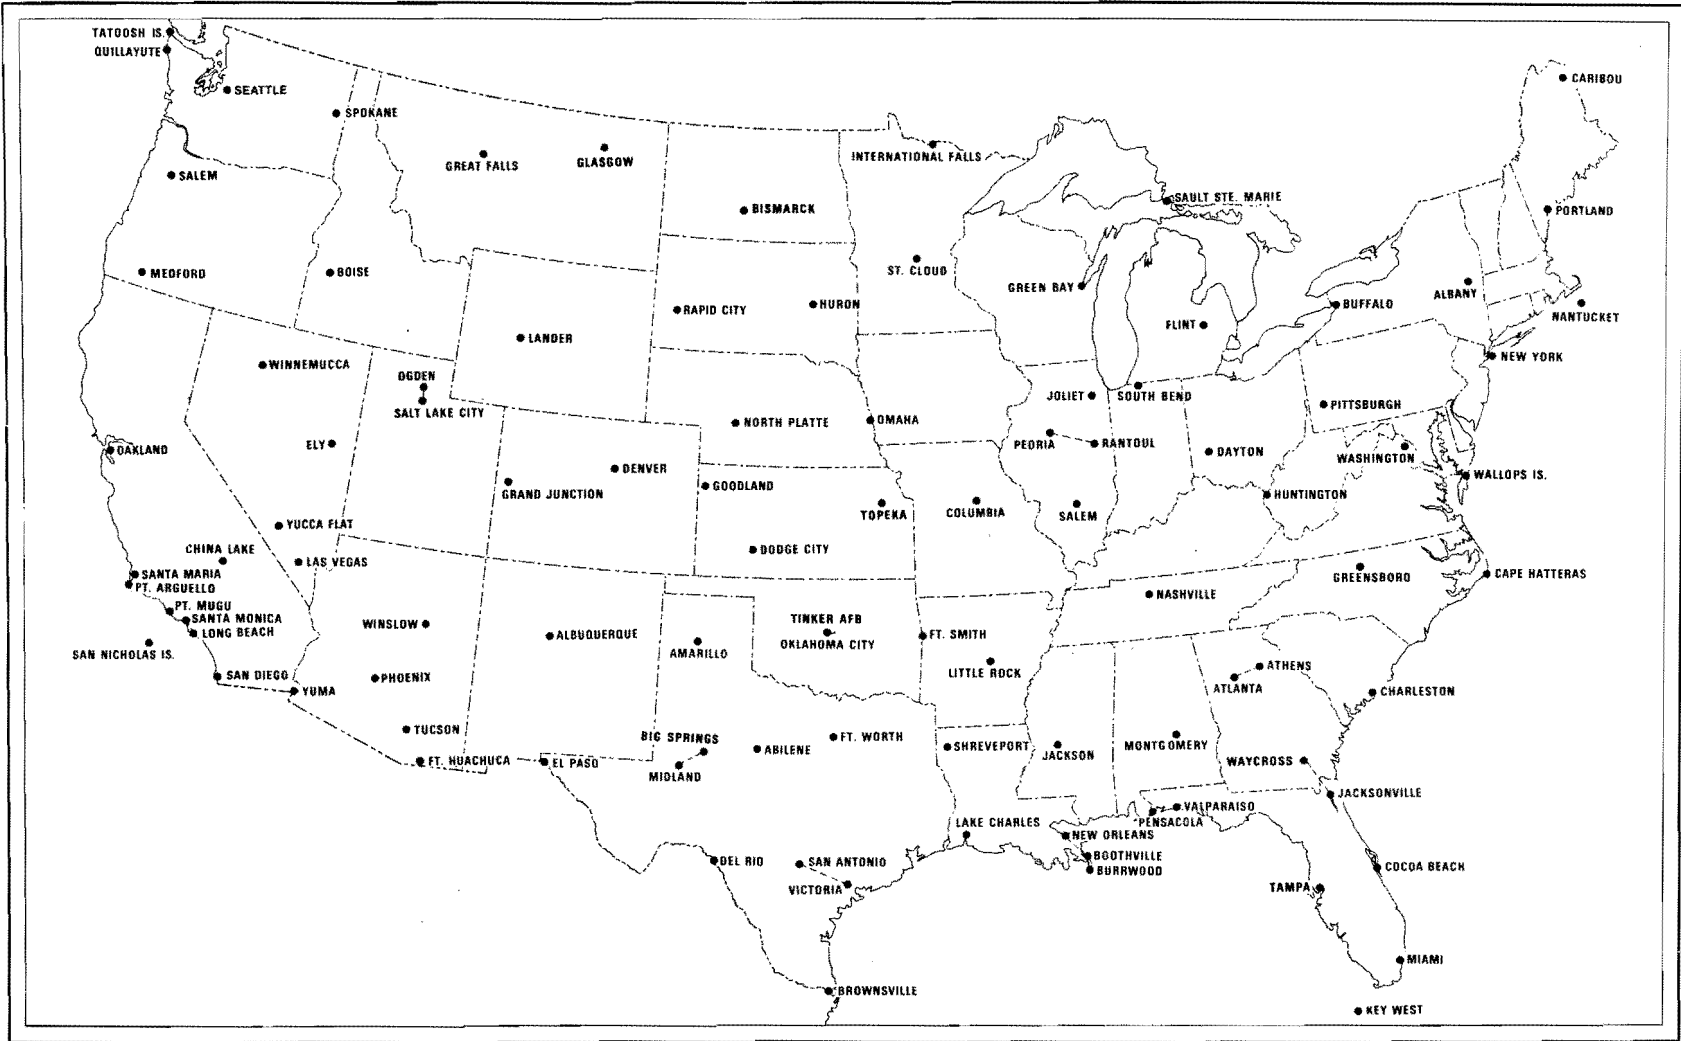 TATOOSH IS.
QUILLAYUTE
SEATTLE
SPOKANE
CARIBOU
GREAT FALLS
GLASGOW
INTERNATIONAL FALLS
SALEM
BISMARCK
SAULT STE. MARIE
PORTLAND
MEDFORD
BOISE
ST. CLOUD
GREEN BAY
RAPID CITY
HURON
FLINT
BUFFALO
ALBANY
NANTUCKET
LANDER
WINNEMUCCA
NEW YORK
OGDEN
SALT LAKE CITY
JOLIET
SOUTH BEND
PITTSBURGH
NORTH PLATTE
OMAHA
ELY
OAKLAND
PEORIA
RANTOUL
DAYTON
WASHINGTON
DENVER
GRAND JUNCTION
GOODLAND
WALLOPS IS.
HUNTINGTON
TOPEKA
COLUMBIA
SALEM
YUCCA FLAT
CHINA LAKE
LAS VEGAS
DODGE CITY
SANTA MARIA
PT. ARGUELLO
GREENSBORO
CAPE HATTERAS
NASHVILLE
PT. MUGU
SANTA MONICA
LONG BEACH
WINSLOW
ALBUQUERQUE
TINKER AFB
OKLAHOMA CITY
AMARILLO
FT. SMITH
LITTLE ROCK
SAN NICHOLAS IS.
SAN DIEGO
YUMA
PHOENIX
ATHENS
ATLANTA
CHARLESTON
TUCSON
FT. HUACHUCA
EL PASO
BIG SPRINGS
MIDLAND
ABILENE
FT. WORTH
SHREVEPORT
JACKSON
MONTGOMERY
WAYCROSS
JACKSONVILLE
VALPARAISO
PENSACOLA
LAKE CHARLES
NEW ORLEANS
BOOTHVILLE
BURRWOOD
DEL RIO
SAN ANTONIO
VICTORIA
TAMPA
COCOA BEACH
MIAMI
BROWNSVILLE
KEY WEST